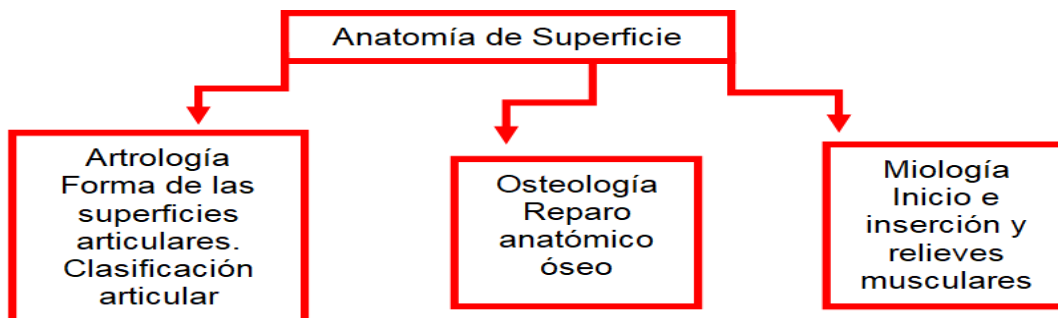 Anatomía de Superficie
Artrología
Forma de las
superficies
articulares.
Clasificación
articular
Osteología
Reparo
anatómico
óseo
Miología
Inicio e
inserción y
relieves
musculares